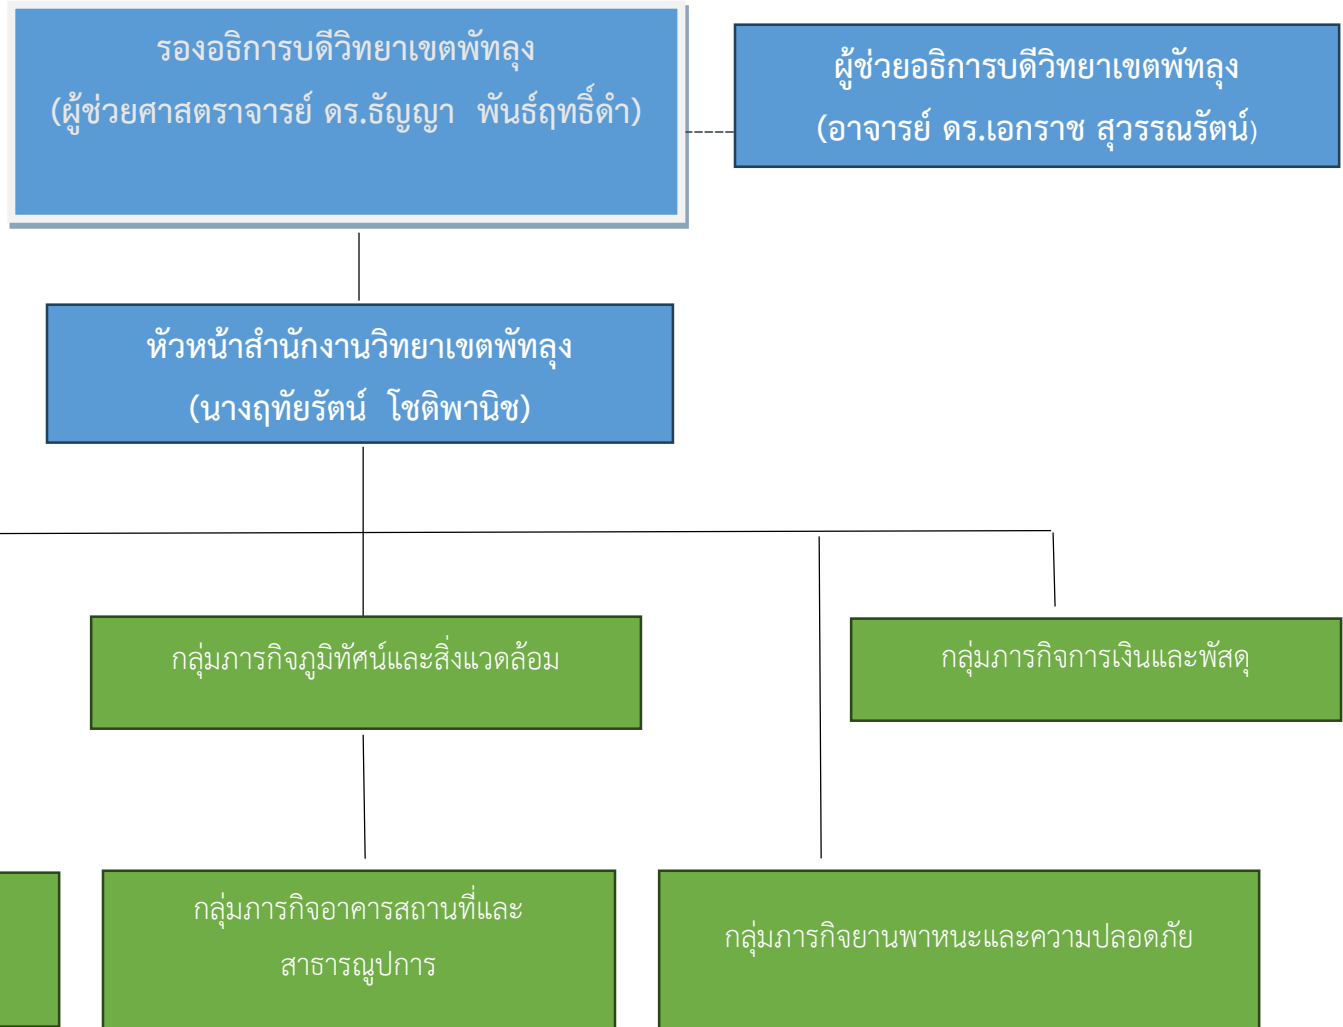 รองอธิการบดีวิทยาเขตพัทลุง
(ผู้ช่วยศาสตราจารย์ ดร.ธัญญา พันธ์ฤทธิ์ดำ)
ผู้ช่วยอธิการบดีวิทยาเขตพัทลุง
(อาจารย์ ดร.เอกราช สุวรรณรัตน์)
หัวหน้าสำนักงานวิทยาเขตพัทลุง
(นางฤทัยรัตน์ โชติพานิช)
กลุ่มภารกิจภูมิทัศน์และสิ่งแวดล้อม
กลุ่มภารกิจการเงินและพัสดุ
กลุ่มภารกิจอาคารสถานที่และ
สาธารณูปการ
กลุ่มภารกิจยานพาหนะและความปลอดภัย